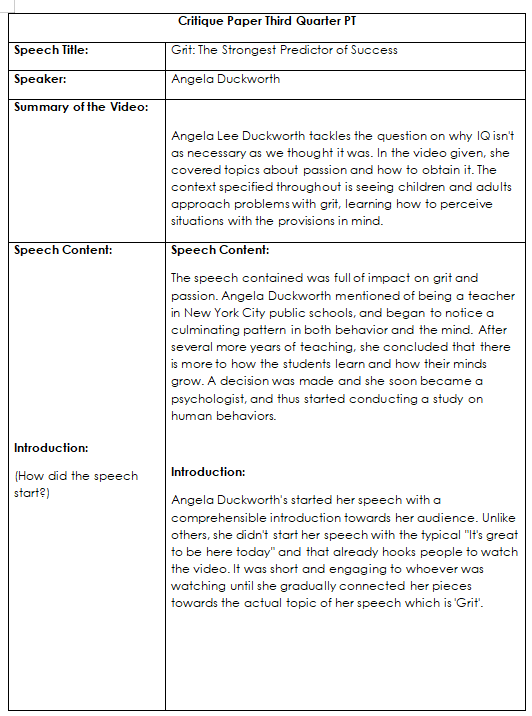 Critique Paper Third Quarter PT
Speech Title:
Grit: The Strongest Predictor of Success
Speaker:
Angela Duckworth
Summary of the Video:
Angela Lee Duckworth tackles the question on why IQ isn't
as necessary as we thought it was. In the video given, she
covered topics about passion and how to obtain it. The
context specified throughout is seeing children and adults
approach problems with grit, learning how to perceive
situations with the provisions in mind.
Speech Content:
Speech Content:
The speech contained was full of impact on grit and
passion. Angela Duckworth mentioned of being a teacher
in New York City public schools, and began to notice a
culminating pattern in both behavior and the mind. After
several more years of teaching, she concluded that there
is more to how the students learn and how their minds
grow. A decision was made and she soon became a
psychologist, and thus started conducting a study on
human behaviors.
Introduction:
(How did the speech
start?)
Introduction:
Angela Duckworth's started her speech with a
comprehensible introduction towards her audience. Unlike
others, she didn't start her speech with the typical "It's great
to be here today" and that already hooks people to watch
the video. It was short and engaging to whoever was
watching until she gradually connected her pieces
towards the actual topic of her speech which is 'Grit'.